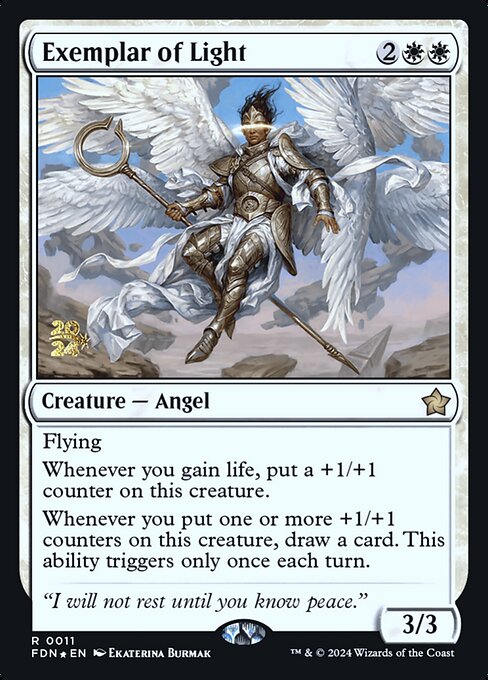 Exemplar of Light 2
20
24
Creature — Angel
Flying
Whenever you gain life, put a +1/+1
counter on this creature.
Whenever you put one or more +1/+1
counters on this creature, draw a card. This
ability triggers only once each turn.
“I will not rest until you know peace.”
3/3
R 0011
FDN★EN Ekaterina Burmak
™ & © 2024 Wizards of the Coast